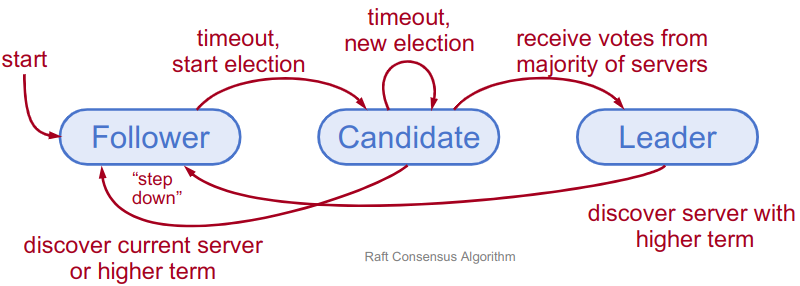 timeout,
start election
timeout,
new election
receive votes from
majority of servers
start
Follower
Candidate
Leader
“step
down”
discover current server
or higher term
discover server with
higher term
Raft Consensus Algorithm